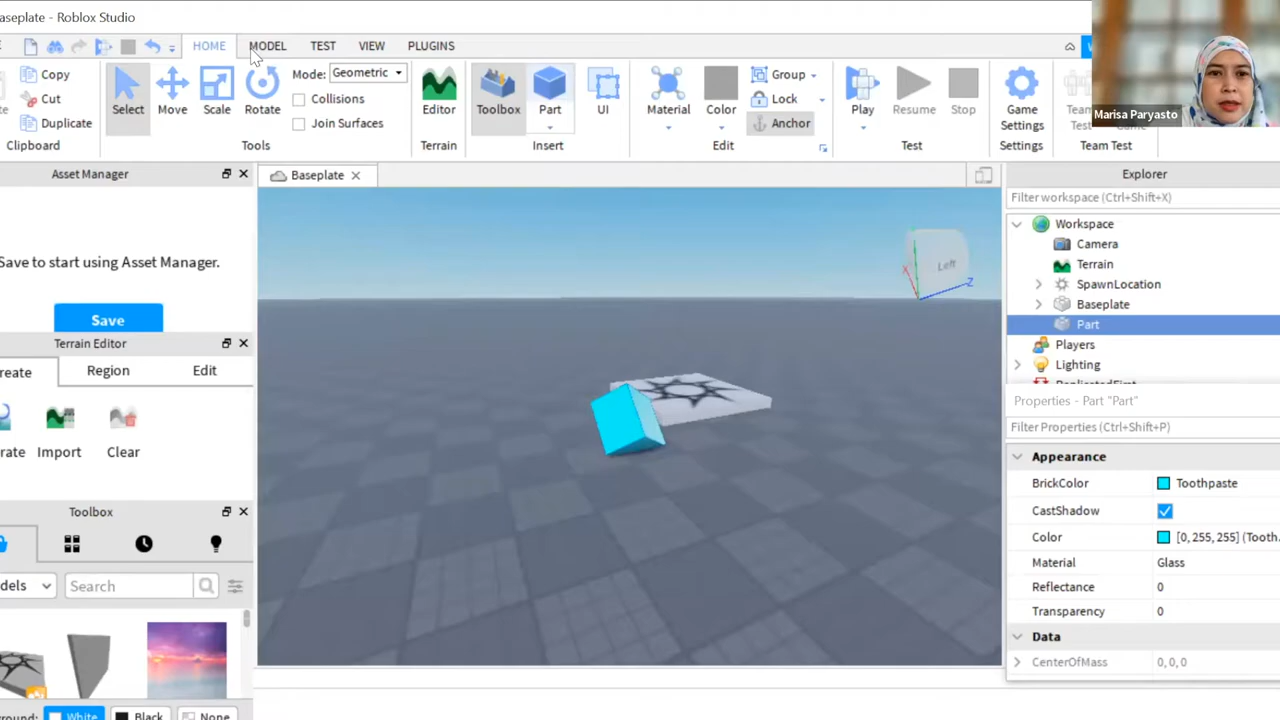 aseplate - Roblox Studio
HOME
MODEL
TEST
VIEW
PLUGINS
Copy
Cut
Duplicate
Clipboard
Select
Move
Scale
Rotate
Mode: Geometric
Collisions
Join Surfaces
Tools
Editor
Terrain
Toolbox
Part
UI
Insert
Material
Color
Group
Lock
Anchor
Edit
Play
Resume
Stop
Test
Game
Settings
Settings
Team Test
Marisa Paryasto
Asset Manager
Save to start using Asset Manager.
Save
Terrain Editor
reate
Region
Edit
rate
Import
Clear
Toolbox
dels
Search
White
Black
None
Baseplate
Left
X
Z
Explorer
Filter workspace (Ctrl+Shift+X)
Workspace
Camera
Terrain
SpawnLocation
Baseplate
Part
Players
Lighting
Properties - Part "Part"
Filter Properties (Ctrl+Shift+P)
Appearance
BrickColor Toothpaste
CastShadow
Color [0, 255, 255] (Tooth...
Material Glass
Reflectance 0
Transparency 0
Data
CenterOfMass 0, 0, 0